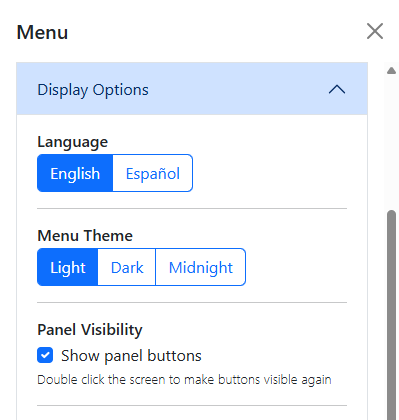 Menu
Display Options
Language
English Español
Menu Theme
Light Dark Midnight
Panel Visibility
Show panel buttons
Double click the screen to make buttons visible again